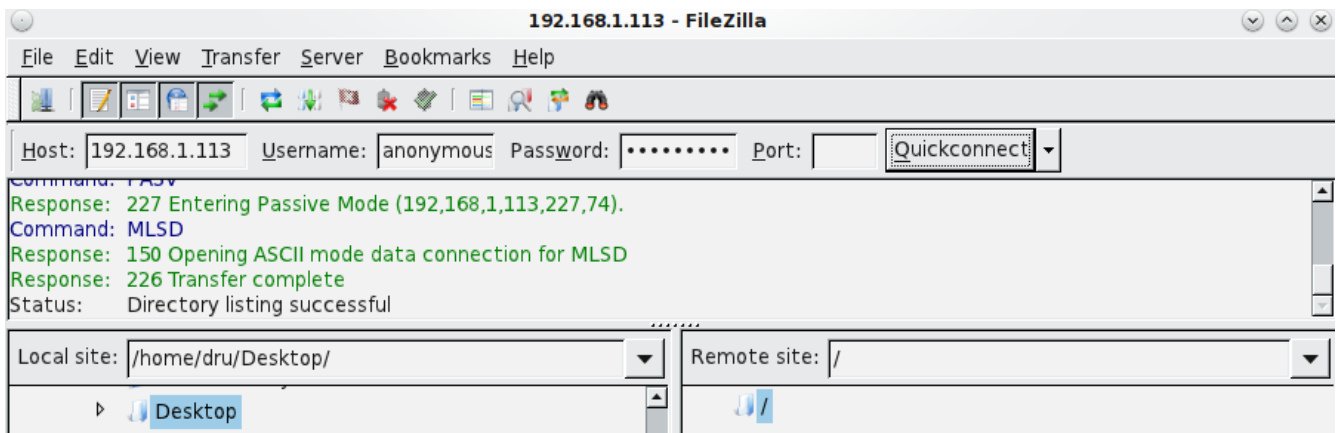 192.168.1.113 - FileZilla
File Edit View Transfer Server Bookmarks Help
Host: 192.168.1.113 Username: anonymous Password: ••••••••• Port: Quickconnect
Command: PASV
Response: 227 Entering Passive Mode (192,168,1,113,227,74).
Command: MLSD
Response: 150 Opening ASCII mode data connection for MLSD
Response: 226 Transfer complete
Status: Directory listing successful
Local site: /home/dru/Desktop/ Remote site: /
Desktop /